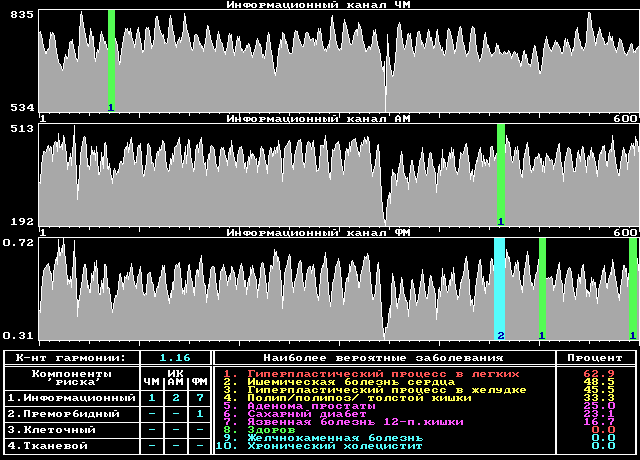 Информационный канал ЧМ
835
1
534
1 600
Информационный канал АМ
513
1
192
1 600
Информационный канал ФМ
0.72
2 1 1
0.31
К-нт гармонии: 1.16 Наиболее вероятные заболевания Процент
Компоненты 'риска' ИК ЧМ АМ ФМ
1.Информационный 1 2 7
2.Преморбидный – – 1
3.Клеточный – – –
4.Тканевой – – –
1. Гиперпластический процесс в легких 62.9
2. Ишемическая болезнь сердца 48.5
3. Гиперпластический процесс в желудке 45.5
4. Полип/полипоз/ толстой кишки 33.3
5. Аденома простаты 25.0
6. Сахарный диабет 23.1
7. Язвенная болезнь 12-п.кишки 16.7
8. Здоров 0.0
9. Желчнокаменная болезнь 0.0
10. Хронический холецистит 0.0